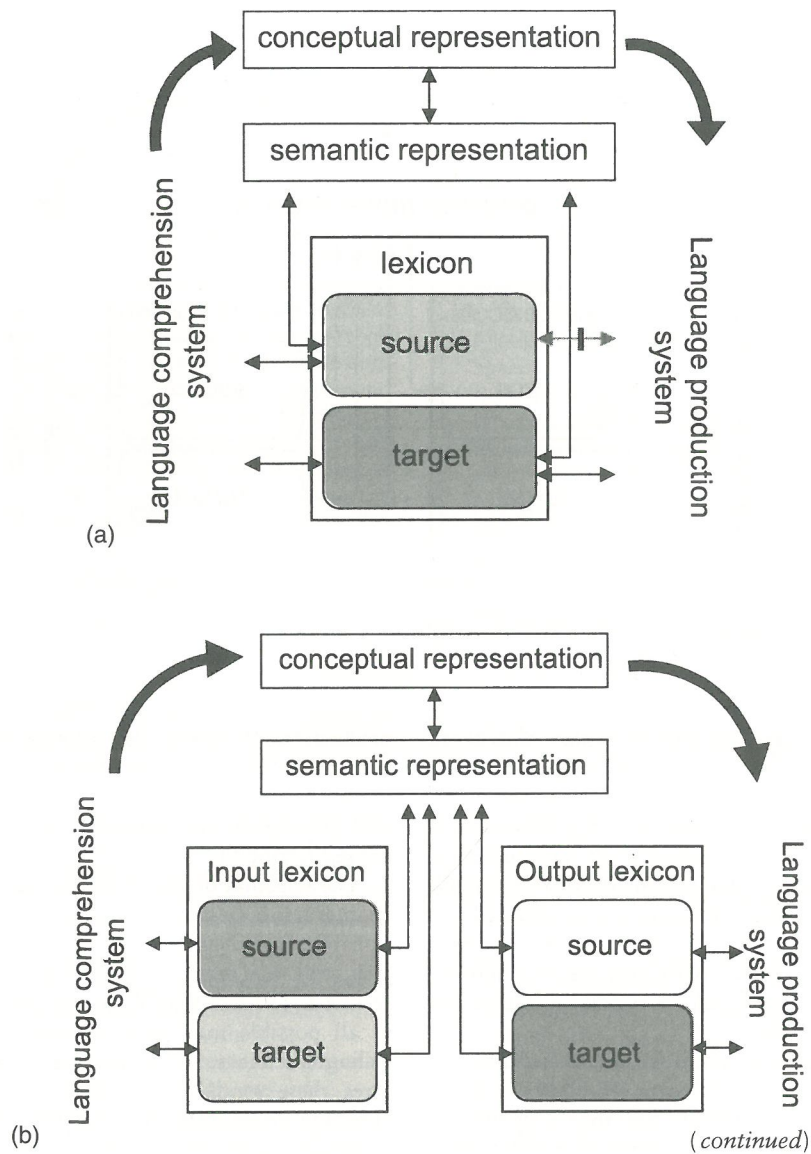 conceptual representation
semantic representation
Language comprehension
system
lexicon
source
target
Language production
system
(a)
conceptual representation
semantic representation
Language comprehension
system
Input lexicon
source
target
Output lexicon
source
target
Language production
system
(b)
(continued)